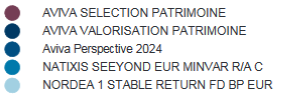 AVIVA SELECTION PATRIMOINE
AVIVA VALORISATION PATRIMOINE
Aviva Perspective 2024
NATIXIS SEEYOND EUR MINVAR R/A C
NORDEA 1 STABLE RETURN FD BP EUR